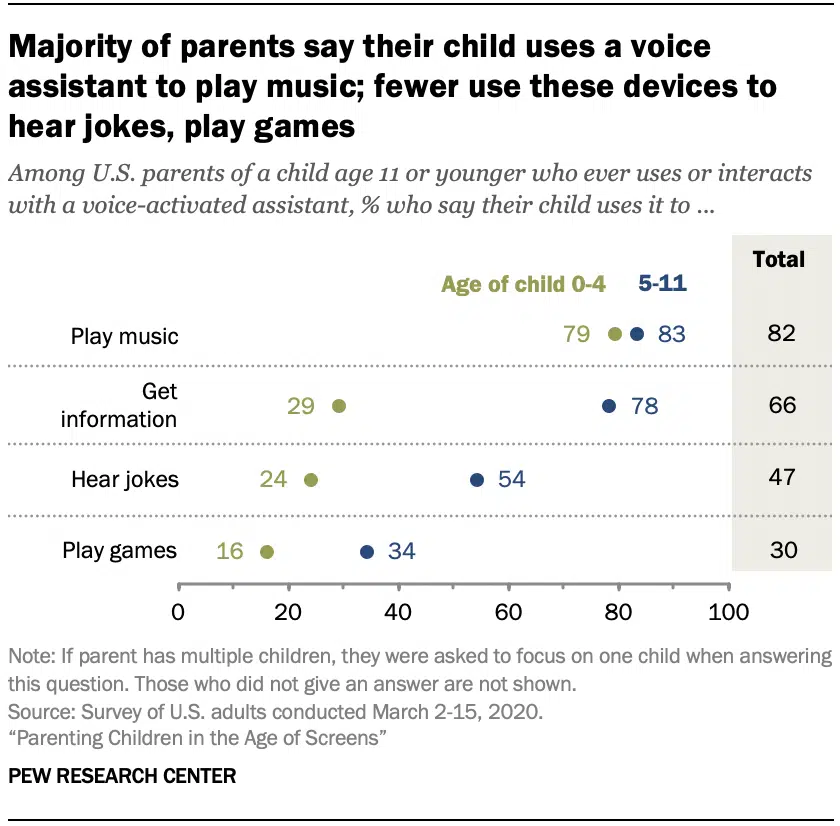 Majority of parents say their child uses a voice
assistant to play music; fewer use these devices to
hear jokes, play games
Among U.S. parents of a child age 11 or younger who ever uses or interacts
with a voice-activated assistant, % who say their child uses it to ...
Total
Age of child 0-4 5-11
Play music 79 83 82
Get
information 29 78 66
Hear jokes 24 54 47
Play games 16 34 30
0 20 40 60 80 100
Note: If parent has multiple children, they were asked to focus on one child when answering
this question. Those who did not give an answer are not shown.
Source: Survey of U.S. adults conducted March 2-15, 2020.
“Parenting Children in the Age of Screens”
PEW RESEARCH CENTER